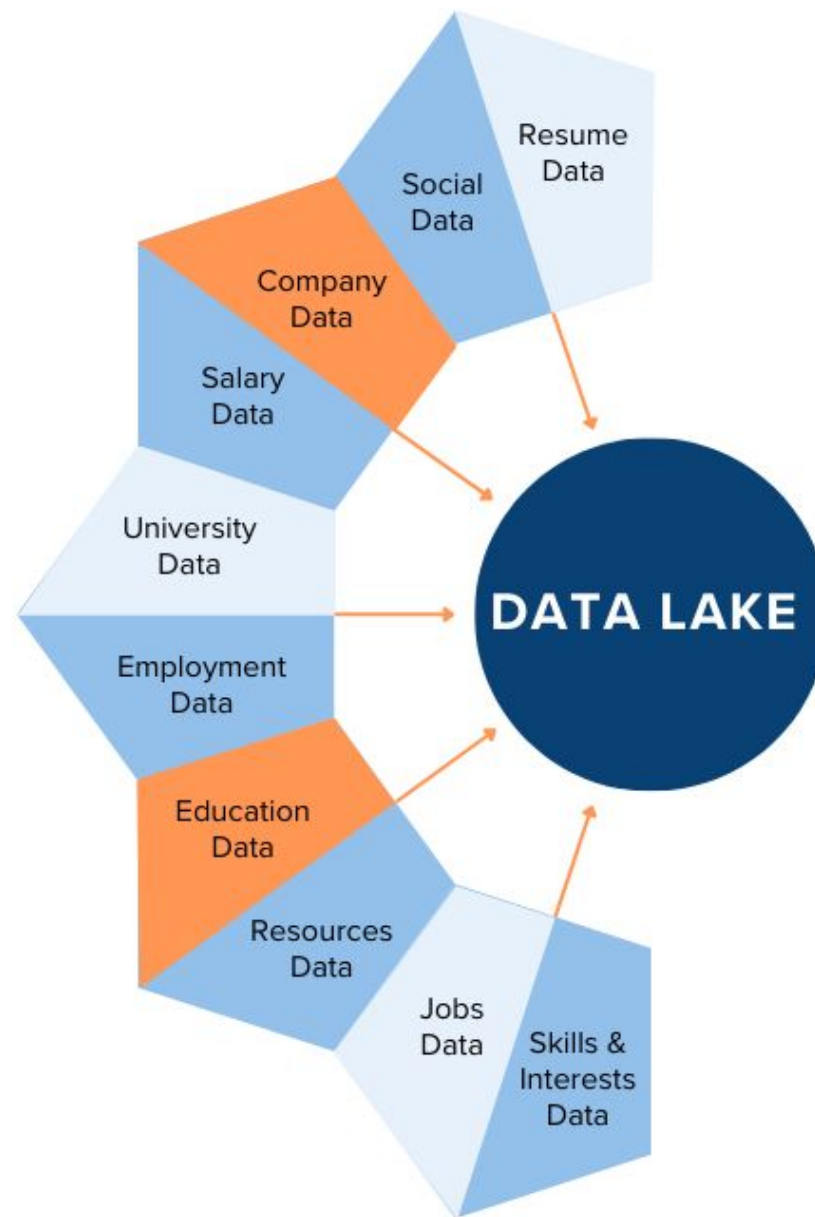 Resume
Data
Social
Data
Company
Data
Salary
Data
University
Data
Employment
Data
Education
Data
Resources
Data
Jobs
Data
Skills &
Interests
Data
DATA LAKE